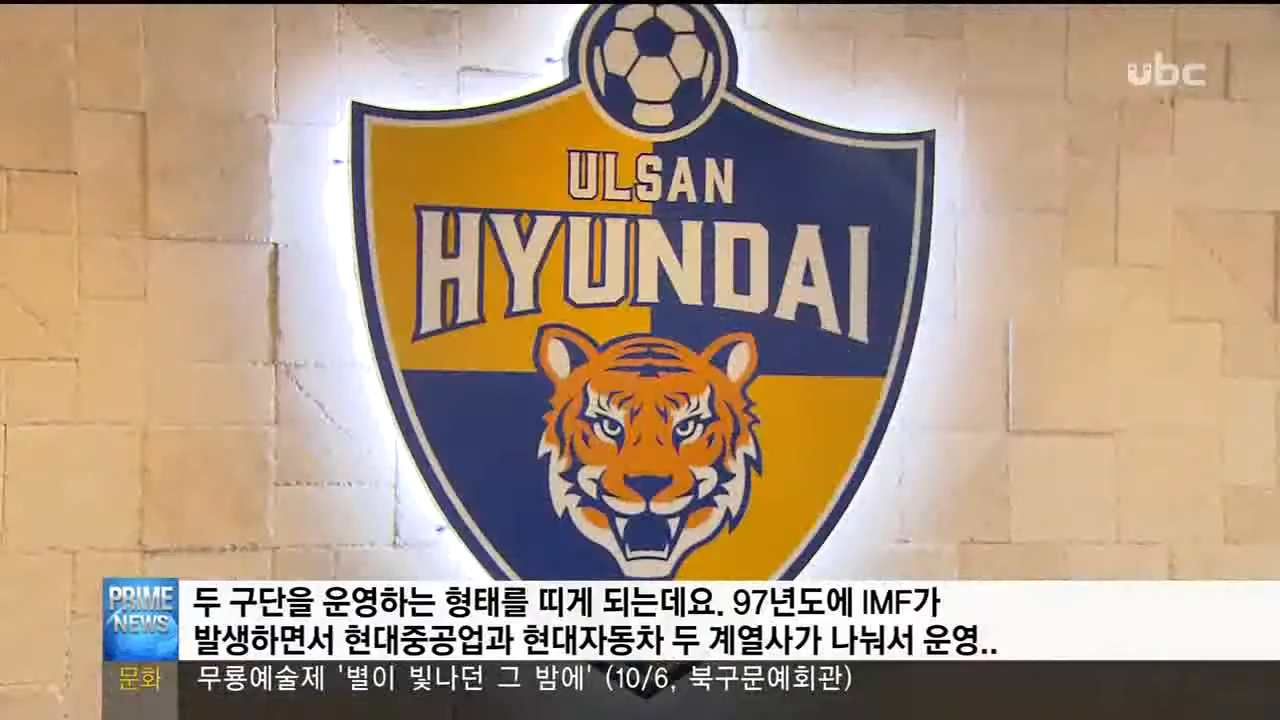 ubc
ULSAN
HYUNDAI
PRIME
NEWS
두 구단을 운영하는 형태를 띠게 되는데요. 97년도에 IMF가
발생하면서 현대중공업과 현대자동차 두 계열사가 나눠서 운영..
문화
무룡예술제 '별이 빛나던 그 밤에' (10/6, 북구문예회관)